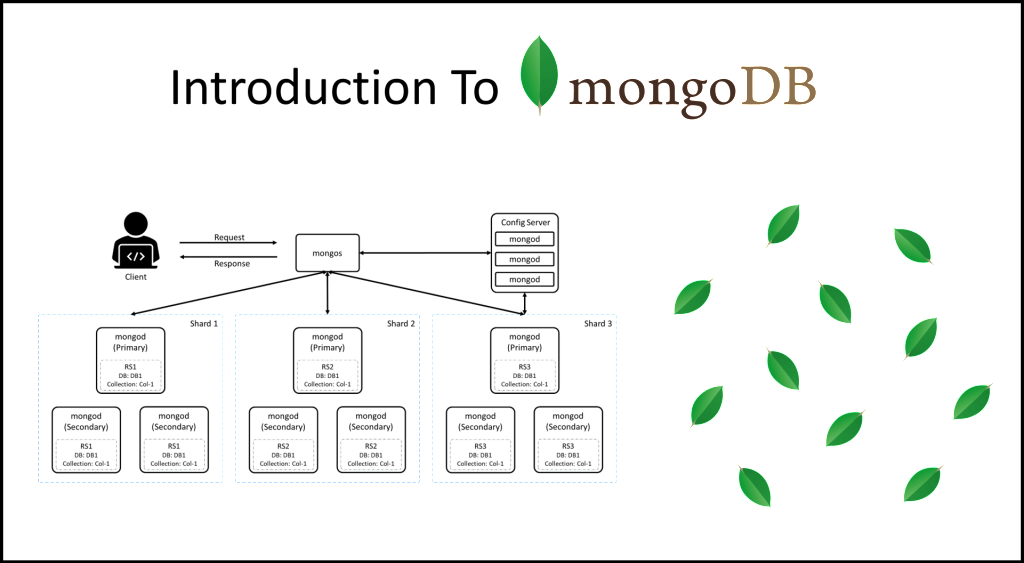 Introduction To mongoDB
Request
Response
</>
Client
mongos
Config Server
mongod
mongod
mongod
Shard 1
mongod
(Primary)
RS1
DB: DB1
Collection: Col-1
mongod
(Secondary)
RS1
DB: DB1
Collection: Col-1
mongod
(Secondary)
RS1
DB: DB1
Collection: Col-1
Shard 2
mongod
(Primary)
RS2
DB: DB1
Collection: Col-1
mongod
(Secondary)
RS2
DB: DB1
Collection: Col-1
mongod
(Secondary)
RS2
DB: DB1
Collection: Col-1
Shard 3
mongod
(Primary)
RS3
DB: DB1
Collection: Col-1
mongod
(Secondary)
RS3
DB: DB1
Collection: Col-1
mongod
(Secondary)
RS3
DB: DB1
Collection: Col-1